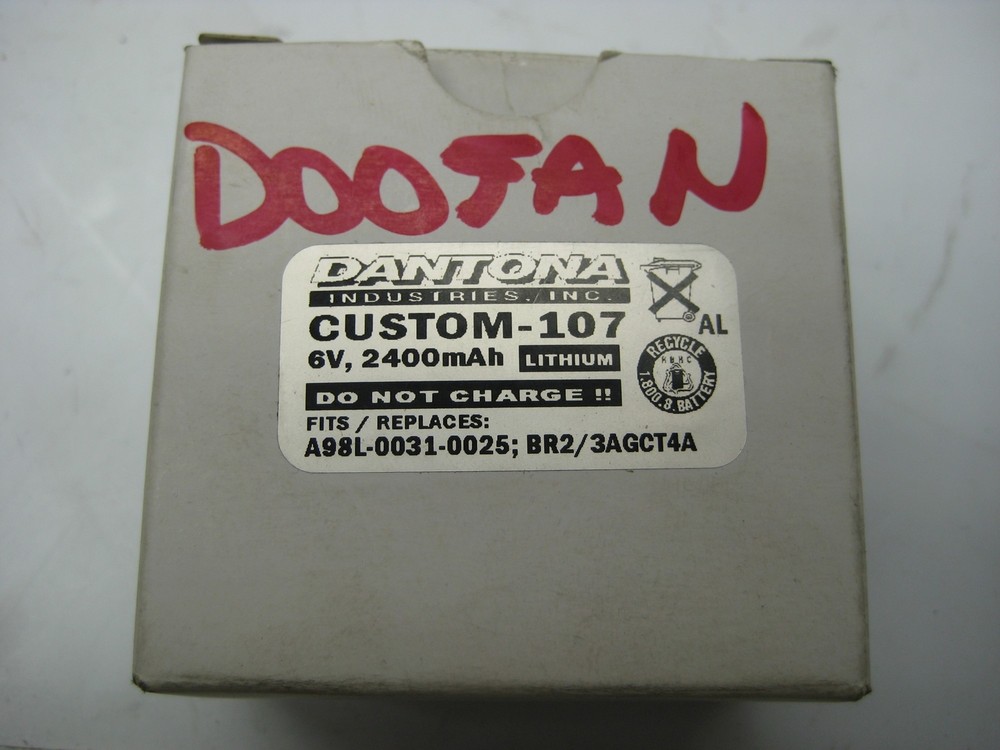 DOOSAN
DANTONA
INDUSTRIES, INC.
CUSTOM-107
6V, 2400mAh LITHIUM
AL
DO NOT CHARGE !!
RECYCLE
RBRC
1.800.8.BATTERY
FITS / REPLACES:
A98L-0031-0025; BR2/3AGCT4A